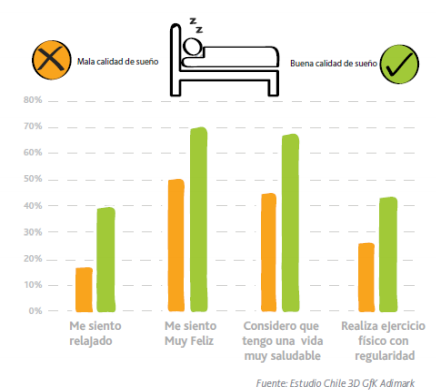 z z z
Mala calidad de sueño
Buena calidad de sueño
80%
70%
60%
50%
40%
30%
20%
10%
0%
Me siento
relajado
Me siento
Muy Feliz
Considero que
tengo una vida
muy saludable
Realiza ejercicio
físico con
regularidad
Fuente: Estudio Chile 3D GfK Adimark